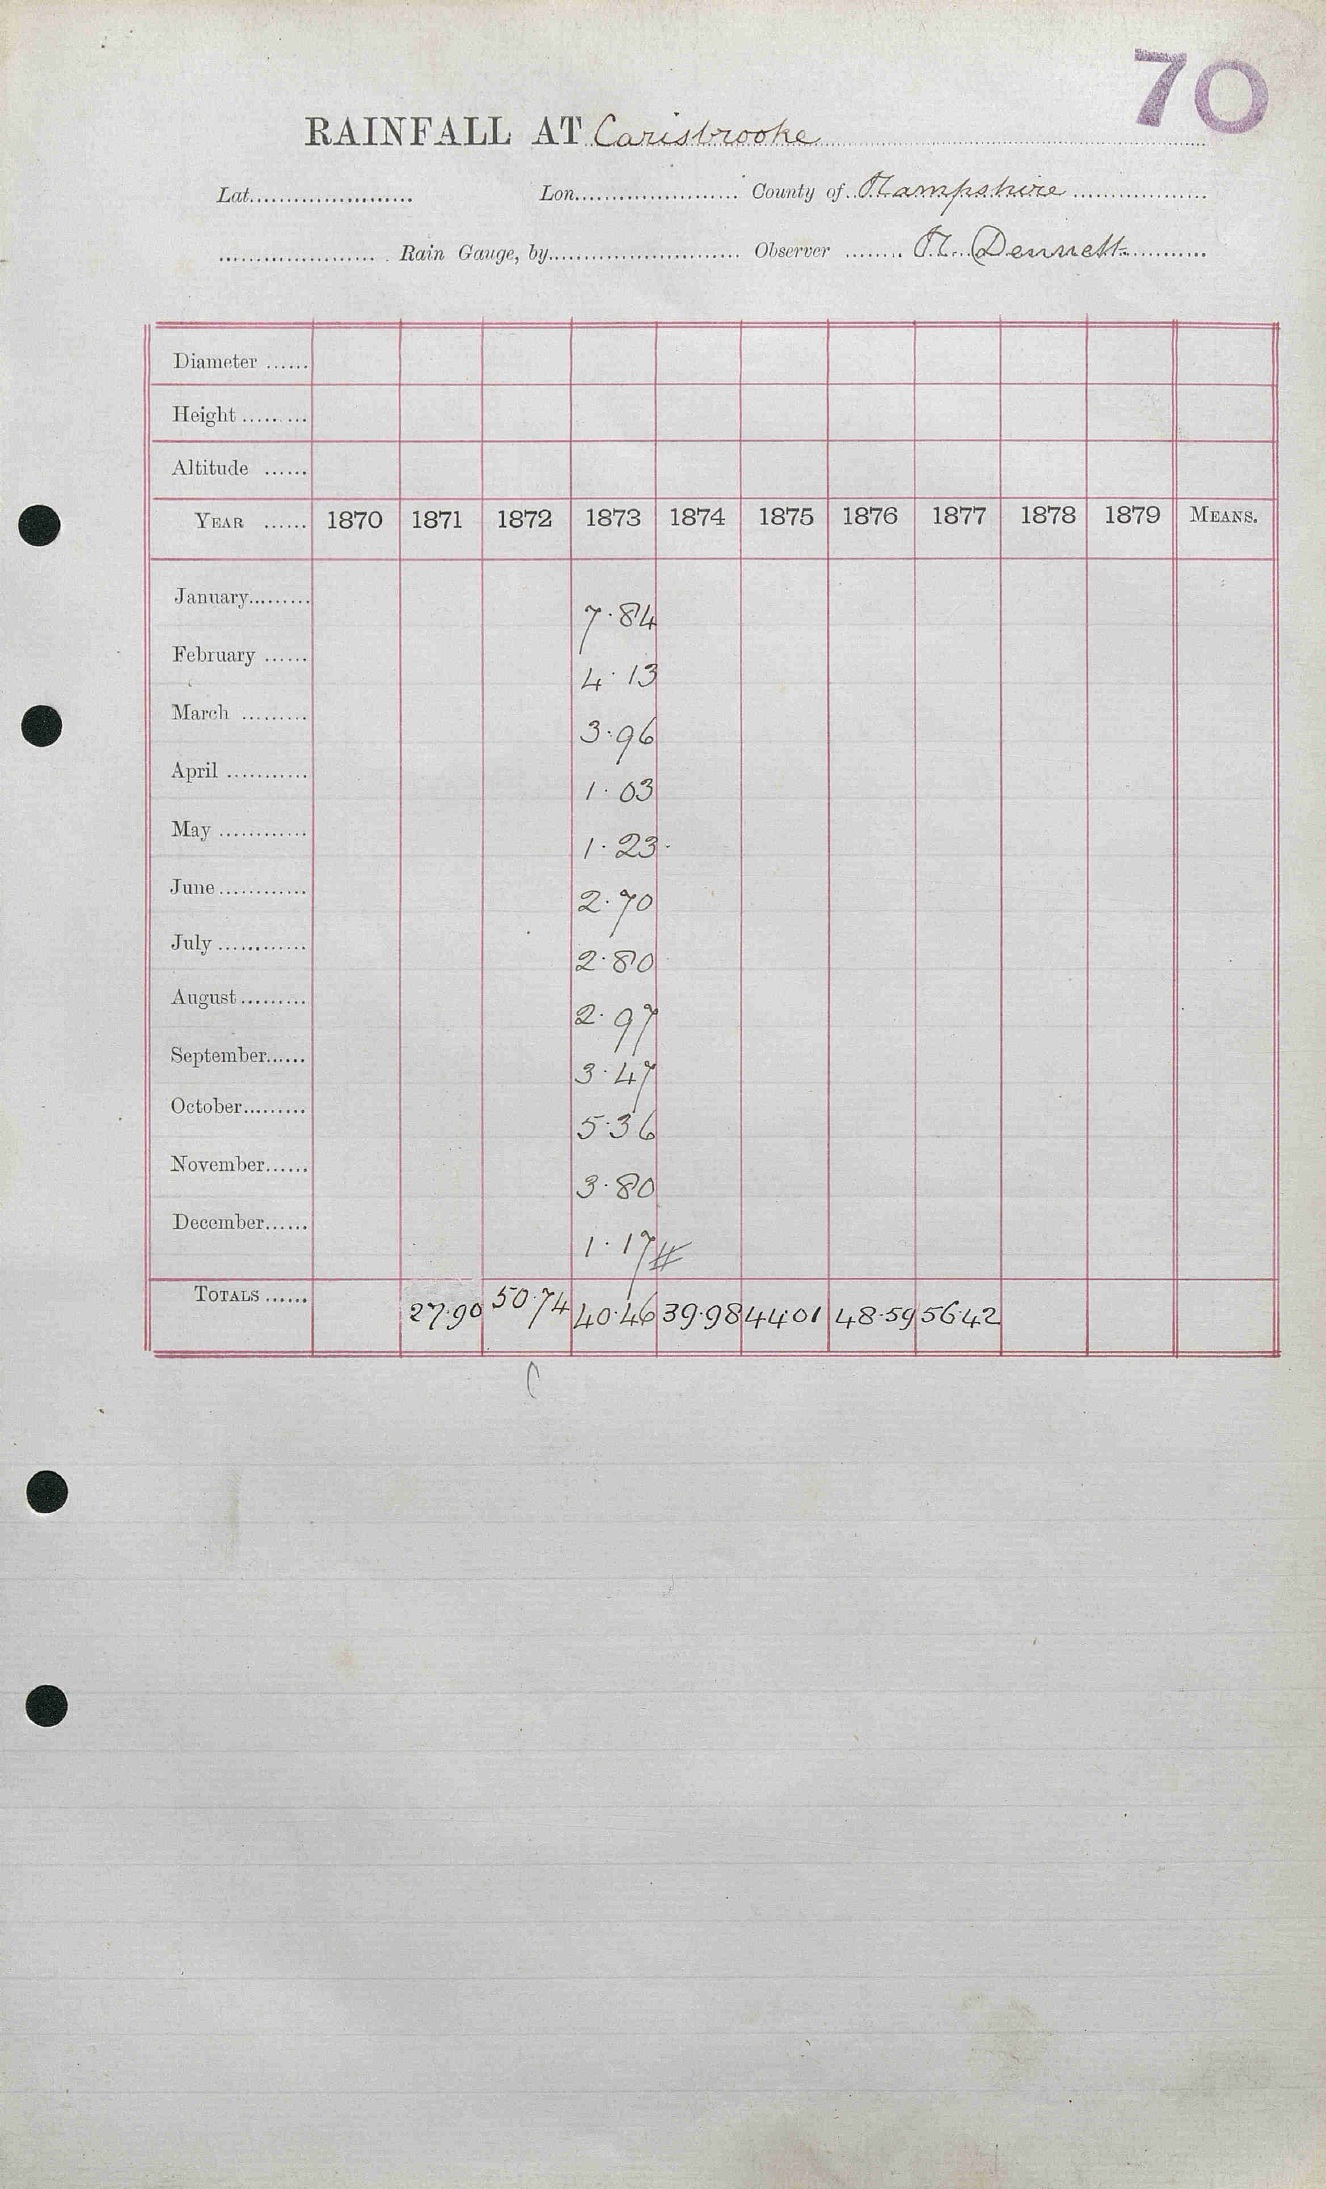 70
RAINFALL AT Carisbrooke
Lat. Lon. County of Hampshire
Rain Gauge, by Observer H. Dennett
Diameter
Height
Altitude
YEAR 1870 1871 1872 1873 1874 1875 1876 1877 1878 1879 MEANS.
January 7.84
February 4.13
March 3.96
April 1.03
May 1.23
June 2.70
July 2.80
August 2.97
September 3.47
October 5.36
November 3.80
December 1.17 #
TOTALS 27.90 50.74 40.46 39.98 44.01 48.59 56.42